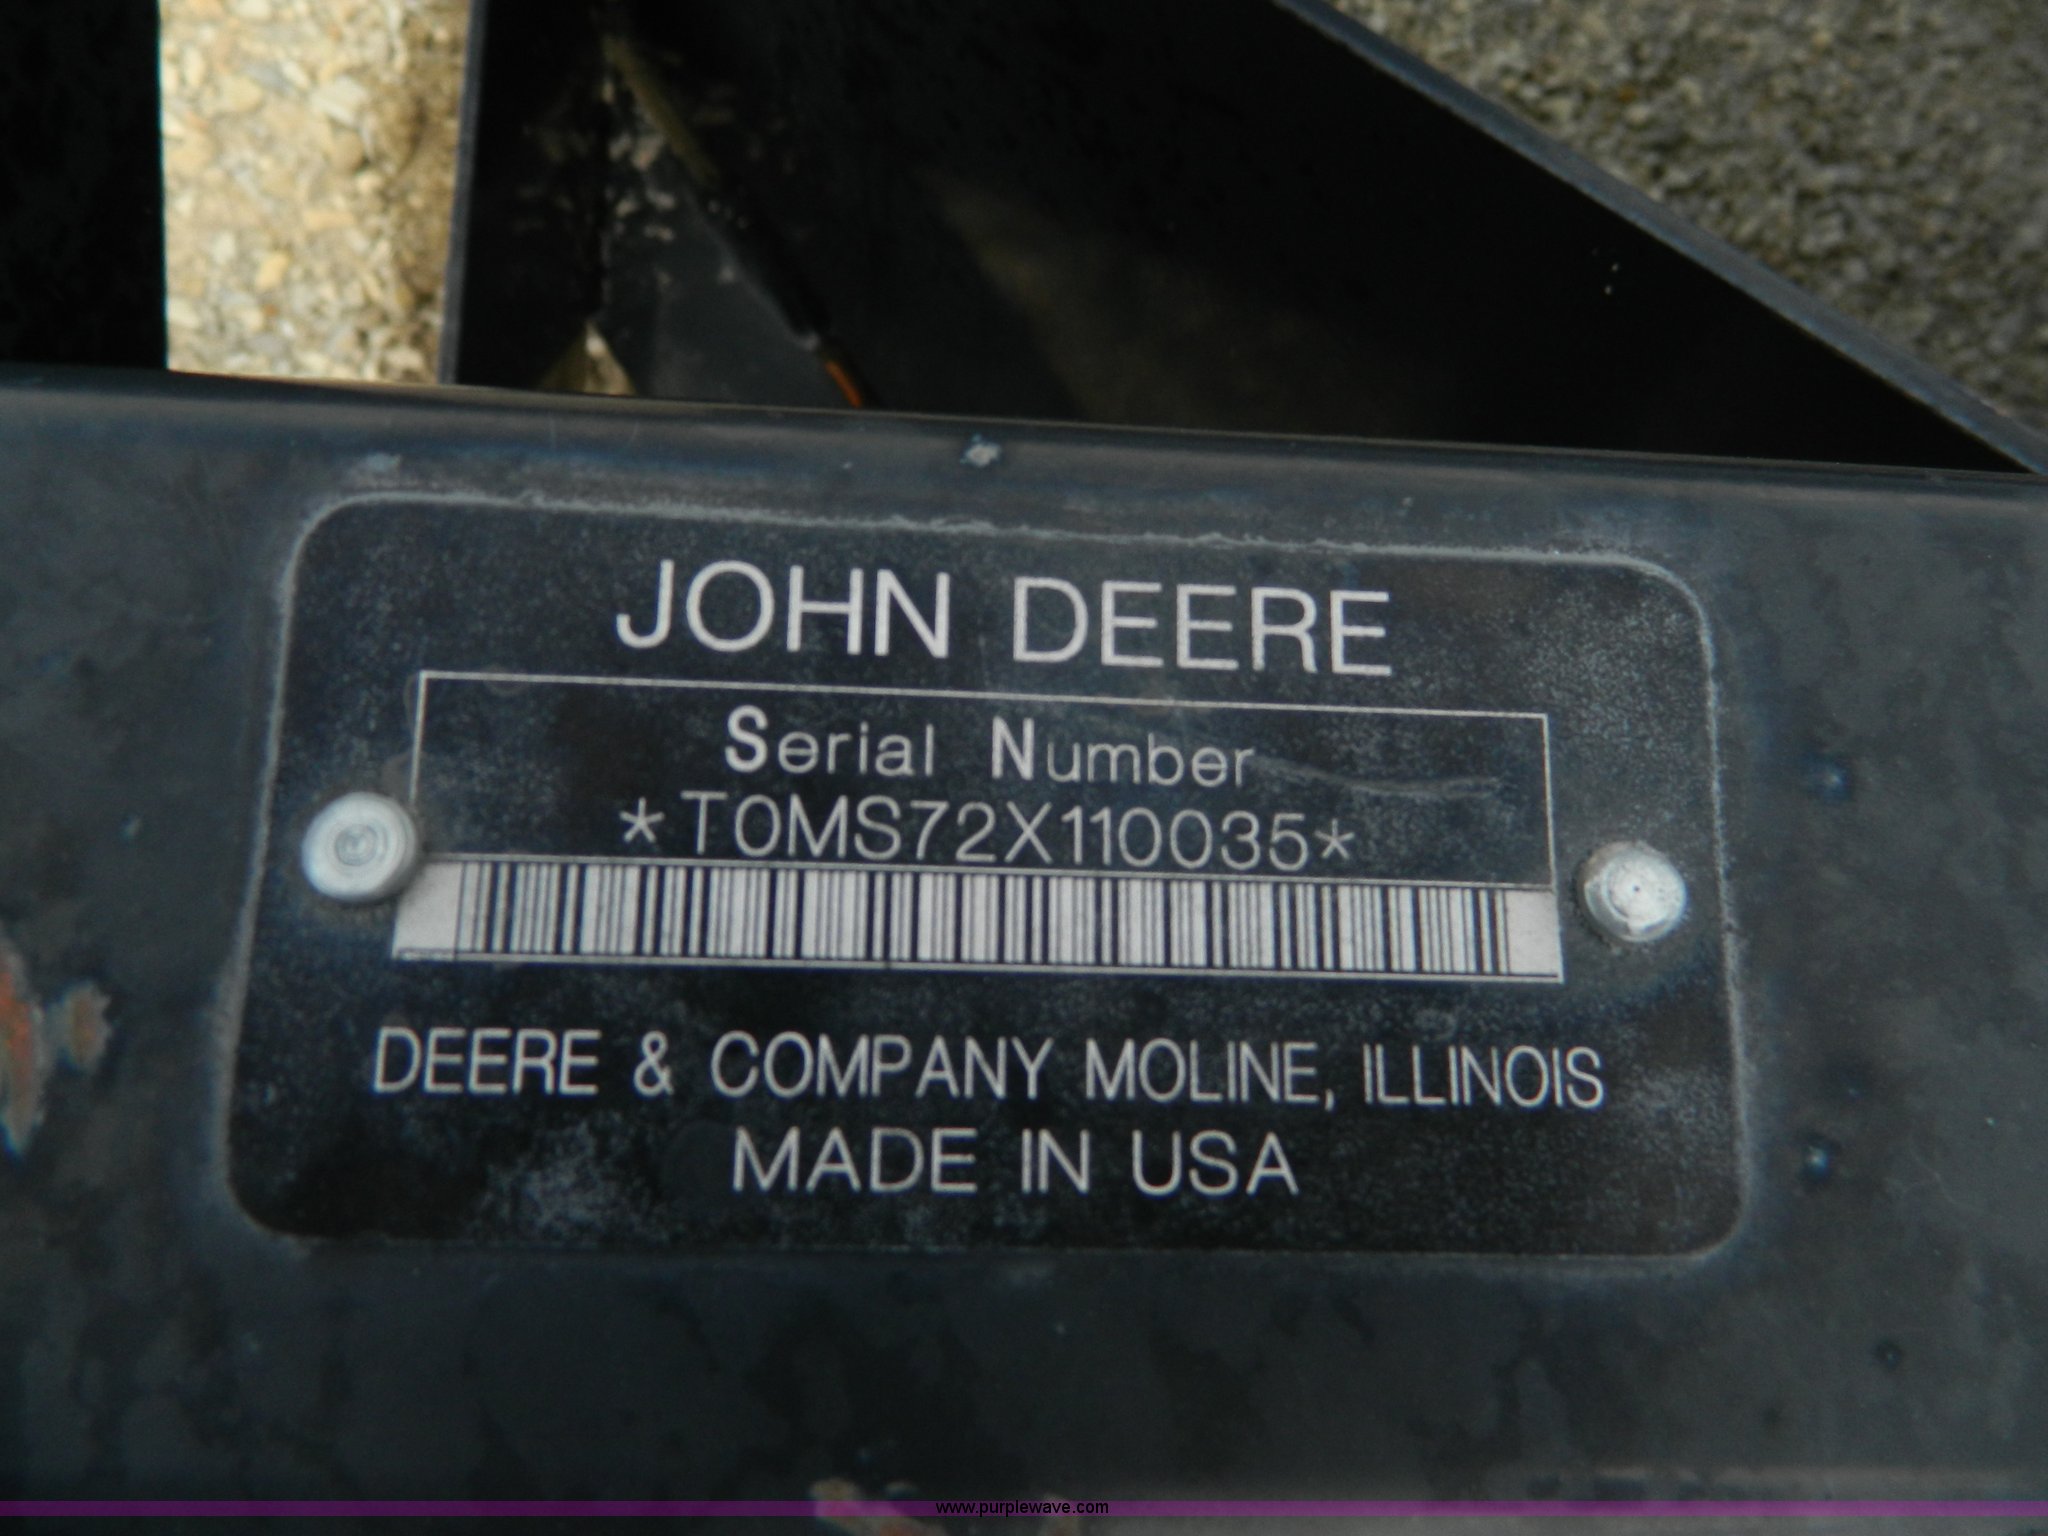 JOHN DEERE
Serial Number
*T0MS72X110035*
DEERE & COMPANY MOLINE, ILLINOIS
MADE IN USA
www.purplewave.com